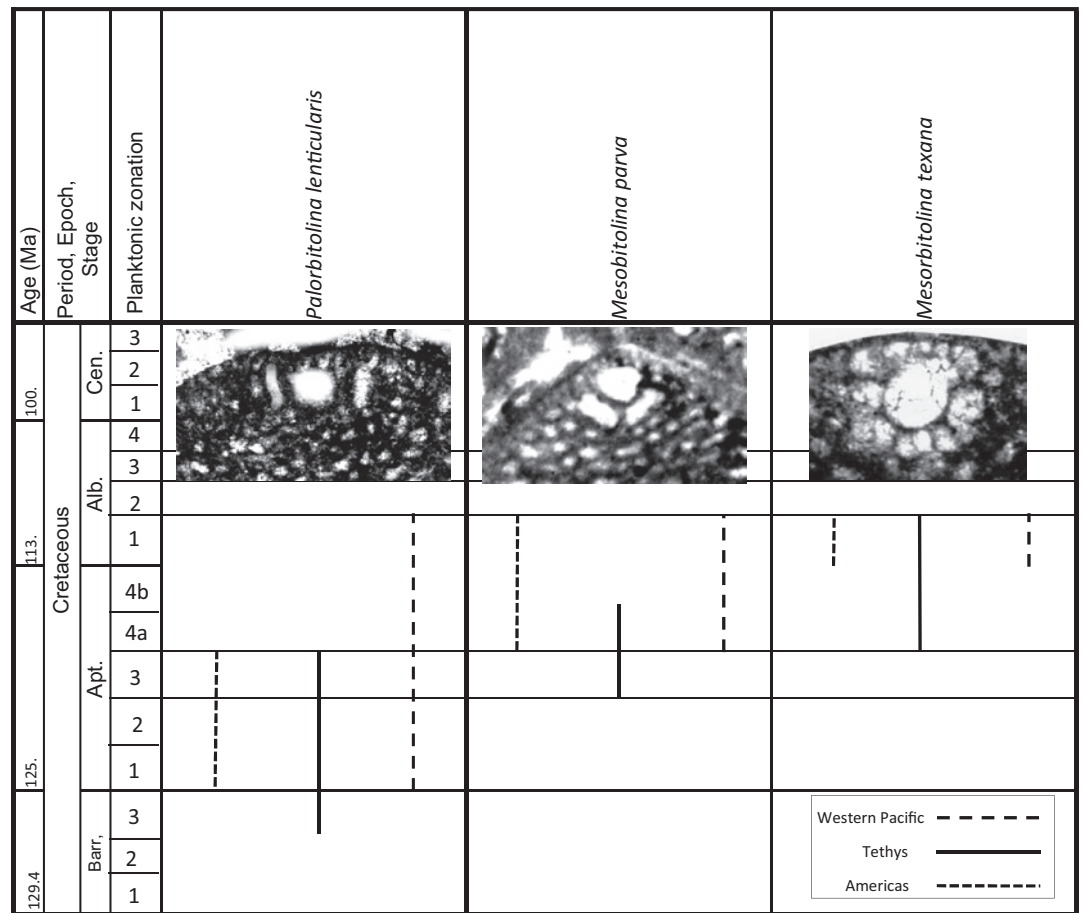 Age (Ma)
Period, Epoch,
Stage
Planktonic zonation
Palorbitolina lenticularis
Mesobitolina parva
Mesorbitolina texana
100.
113.
125.
129.4
Cretaceous
Cen.
3
2
1
Alb.
4
3
2
1
Apt.
4b
4a
3
2
1
Barr,
3
2
1
Western Pacific
Tethys
Americas